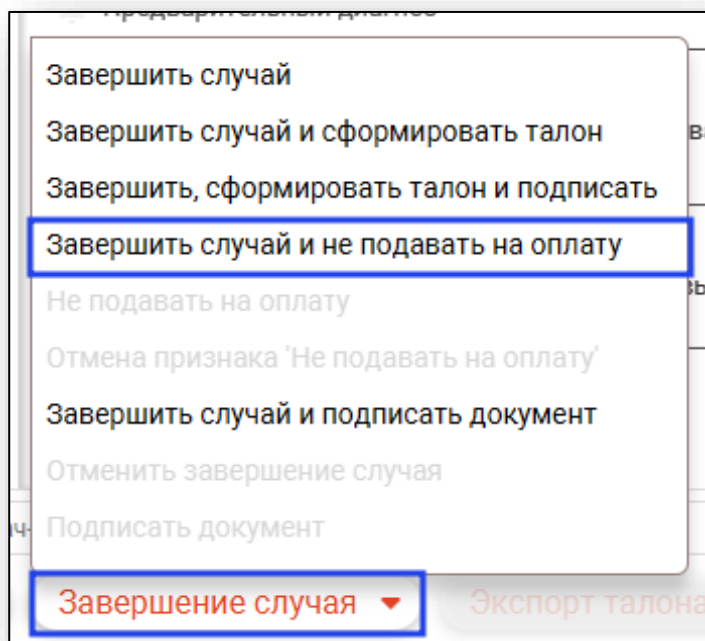 Предварительный диагноз
Завершить случай
Завершить случай и сформировать талон
Завершить, сформировать талон и подписать
Завершить случай и не подавать на оплату
Не подавать на оплату
Отмена признака 'Не подавать на оплату'
Завершить случай и подписать документ
Отменить завершение случая
Подписать документ
Завершение случая
Экспорт талона